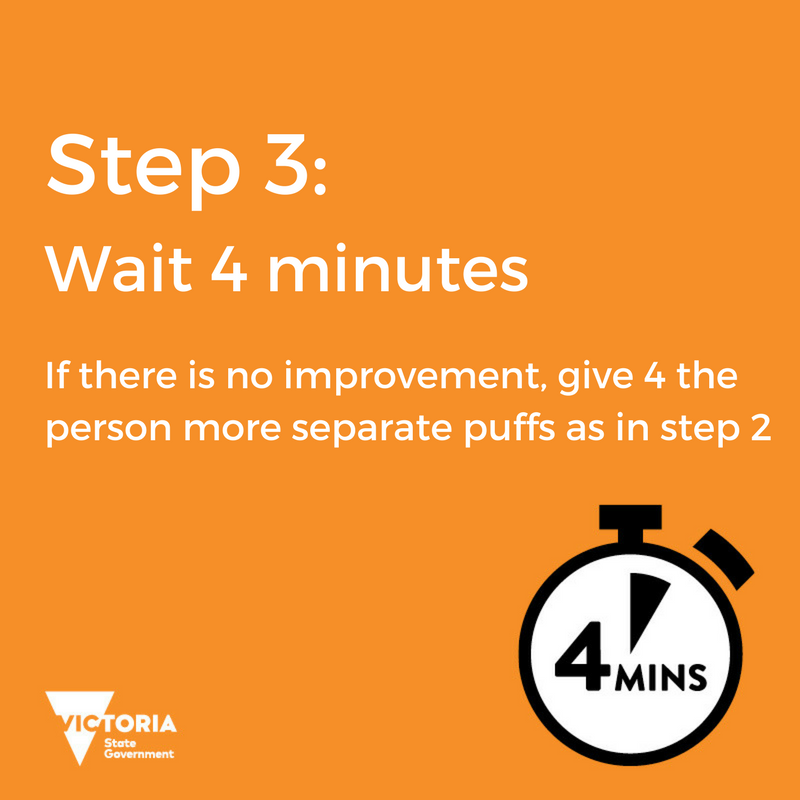 Step 3:
Wait 4 minutes
If there is no improvement, give 4 the
person more separate puffs as in step 2
4 MINS
VICTORIA
State
Government